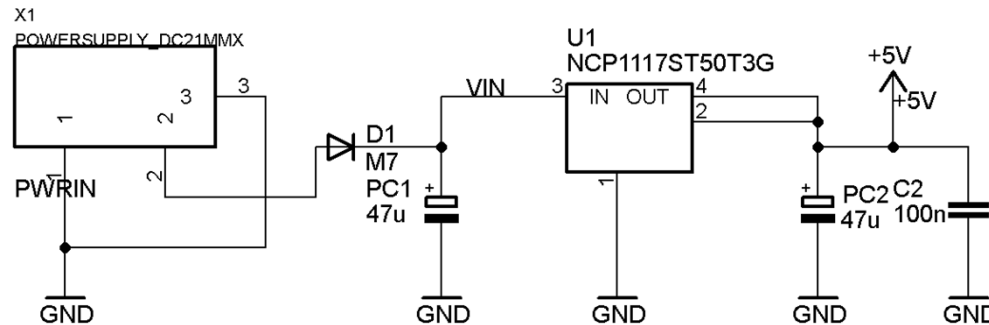 X1
POWERSUPPLY_DC21MMX
3
3
1
2
1
2
PWRIN
D1
M7
PC1
47u
+
VIN
U1
NCP1117ST50T3G
3
IN OUT
4
2
1
+5V
+5V
+
PC2
47u
C2
100n
GND
GND
GND
GND
GND